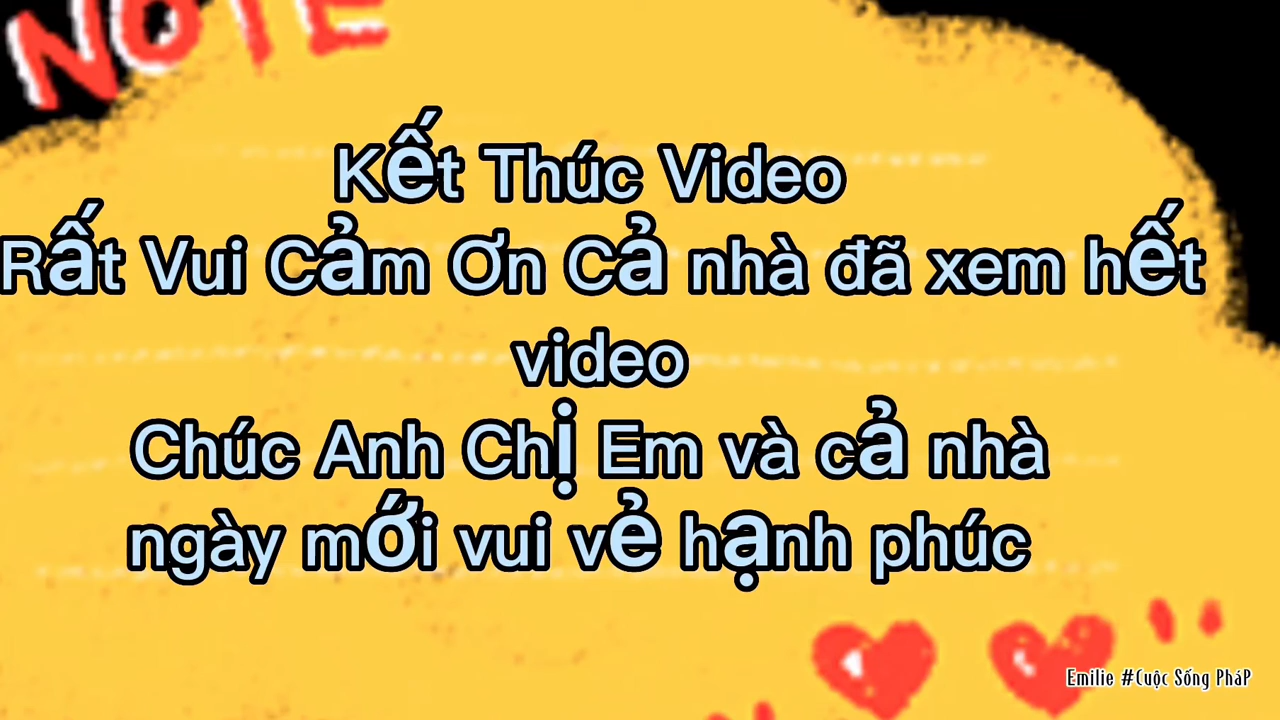 NOTE
Kết Thúc Video
Rất Vui Cảm Ơn Cả nhà đã xem hết
video
Chúc Anh Chị Em và cả nhà
ngày mới vui vẻ hạnh phúc
Emilie #Cuộc Sống PháP